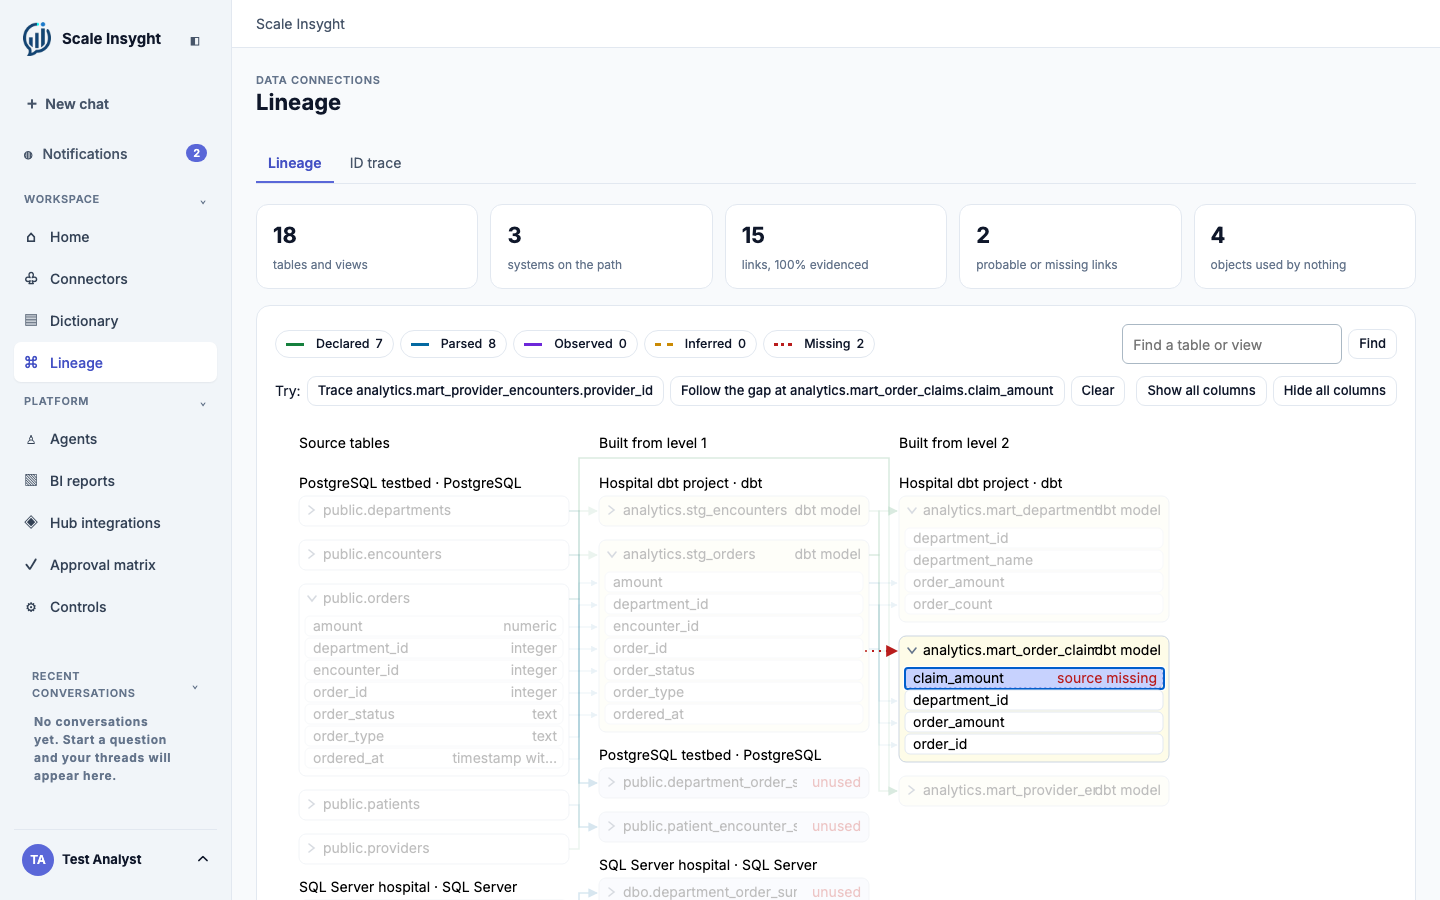 Scale Insyght
New chat
Notifications 2
WORKSPACE
Home
Connectors
Dictionary
Lineage
PLATFORM
Agents
BI reports
Hub integrations
Approval matrix
Controls
RECENT
CONVERSATIONS
No conversations
yet. Start a question
and your threads will
appear here.
TA Test Analyst
Scale Insyght
DATA CONNECTIONS
Lineage
Lineage ID trace
18
tables and views
3
systems on the path
15
links, 100% evidenced
2
probable or missing links
4
objects used by nothing
Declared 7 Parsed 8 Observed 0 Inferred 0 Missing 2
Find a table or view Find
Try: Trace analytics.mart_provider_encounters.provider_id Follow the gap at analytics.mart_order_claims.claim_amount Clear Show all columns Hide all columns
Source tables
PostgreSQL testbed · PostgreSQL
public.departments
public.encounters
public.orders
amount numeric
department_id integer
encounter_id integer
order_id integer
order_status text
order_type text
ordered_at timestamp wit...
public.patients
public.providers
SQL Server hospital · SQL Server
Built from level 1
Hospital dbt project · dbt
analytics.stg_encounters dbt model
analytics.stg_orders dbt model
amount
department_id
encounter_id
order_id
order_status
order_type
ordered_at
PostgreSQL testbed · PostgreSQL
public.department_order_s unused
public.patient_encounter_s unused
SQL Server hospital · SQL Server
dbo.department_order_sur unused
Built from level 2
Hospital dbt project · dbt
analytics.mart_department dbt model
department_id
department_name
order_amount
order_count
analytics.mart_order_claim dbt model
claim_amount source missing
department_id
order_amount
order_id
analytics.mart_provider_en dbt model